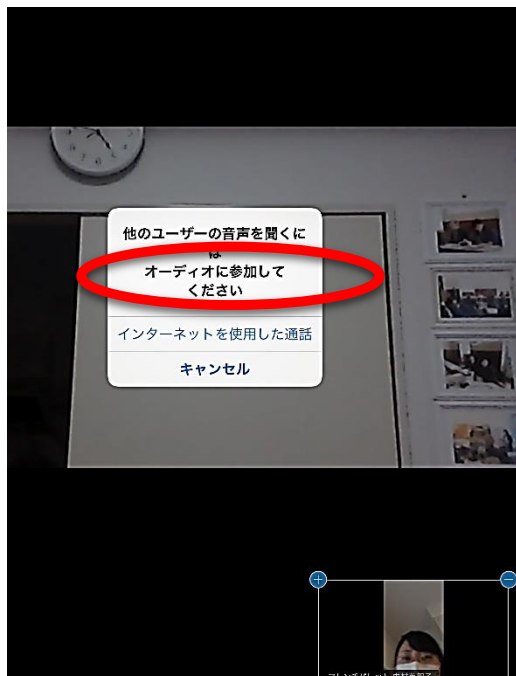 他のユーザーの音声を聞くに
は
オーディオに参加して
ください
インターネットを使用した通話
キャンセル